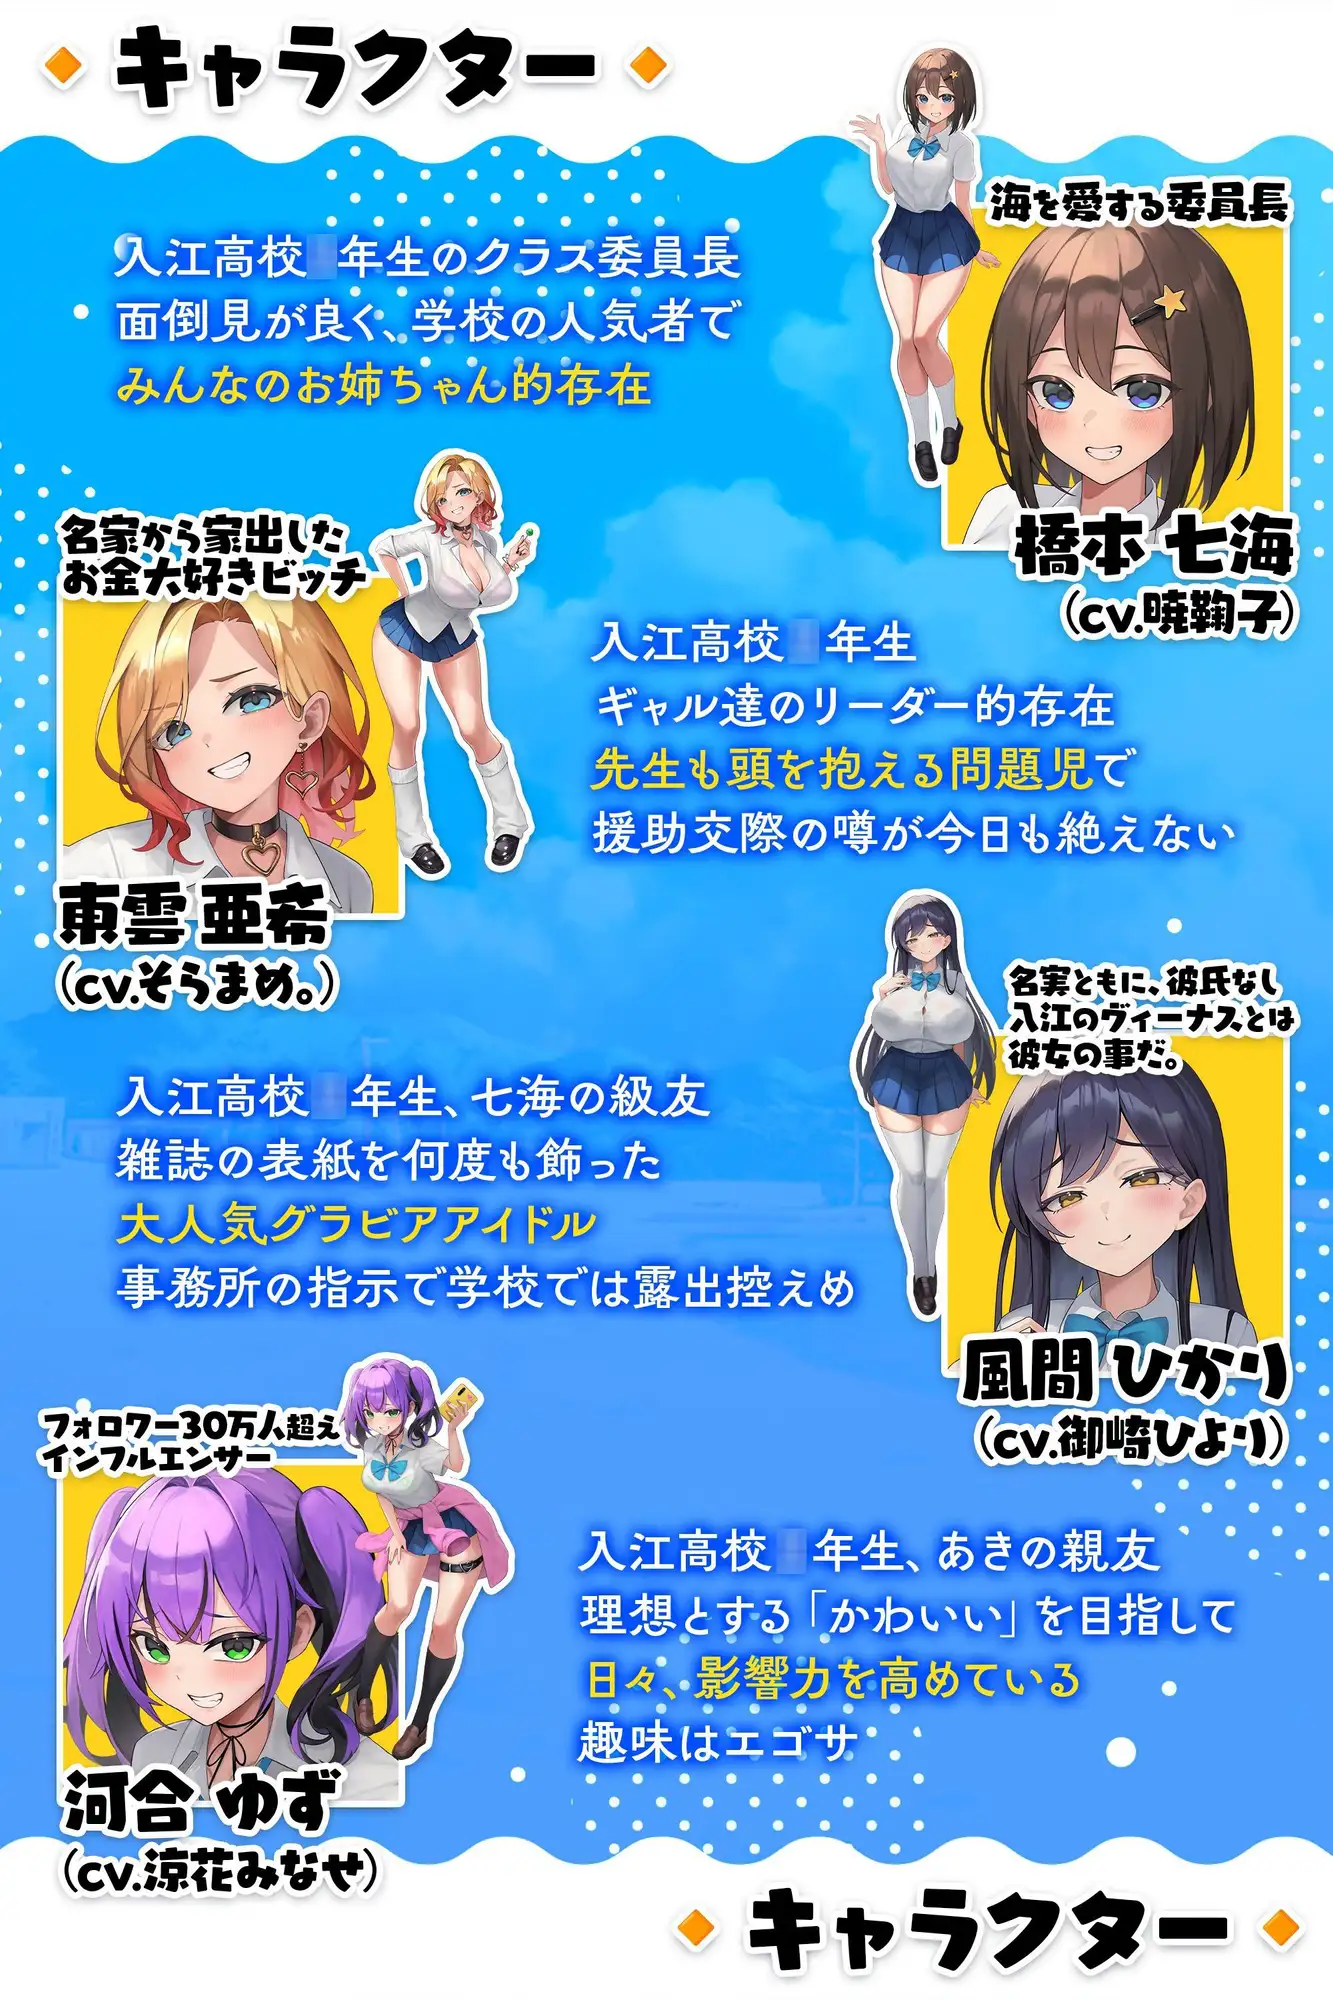 キャラクター
海を愛する委員長
入江高校 年生のクラス委員長
面倒見が良く、学校の人気者で
みんなのお姉ちゃん的存在
橋本 七海
(cv.暁鞠子)
名家から家出した
お金大好きビッチ
入江高校 年生
ギャル達のリーダー的存在
先生も頭を抱える問題児で
援助交際の噂が今日も絶えない
東雲 亜希
(cv.そらまめ。)
名実ともに、彼氏なし
入江のヴィーナスとは
彼女の事だ。
入江高校 年生、七海の級友
雑誌の表紙を何度も飾った
大人気グラビアアイドル
事務所の指示で学校では露出控えめ
風間 ひかり
(cv.御崎ひより)
フォロワー30万人超え
インフルエンサー
入江高校 年生、あきの親友
理想とする「かわいい」を目指して
日々、影響力を高めている
趣味はエゴサ
河合 ゆず
(cv.涼花みなせ)
キャラクター